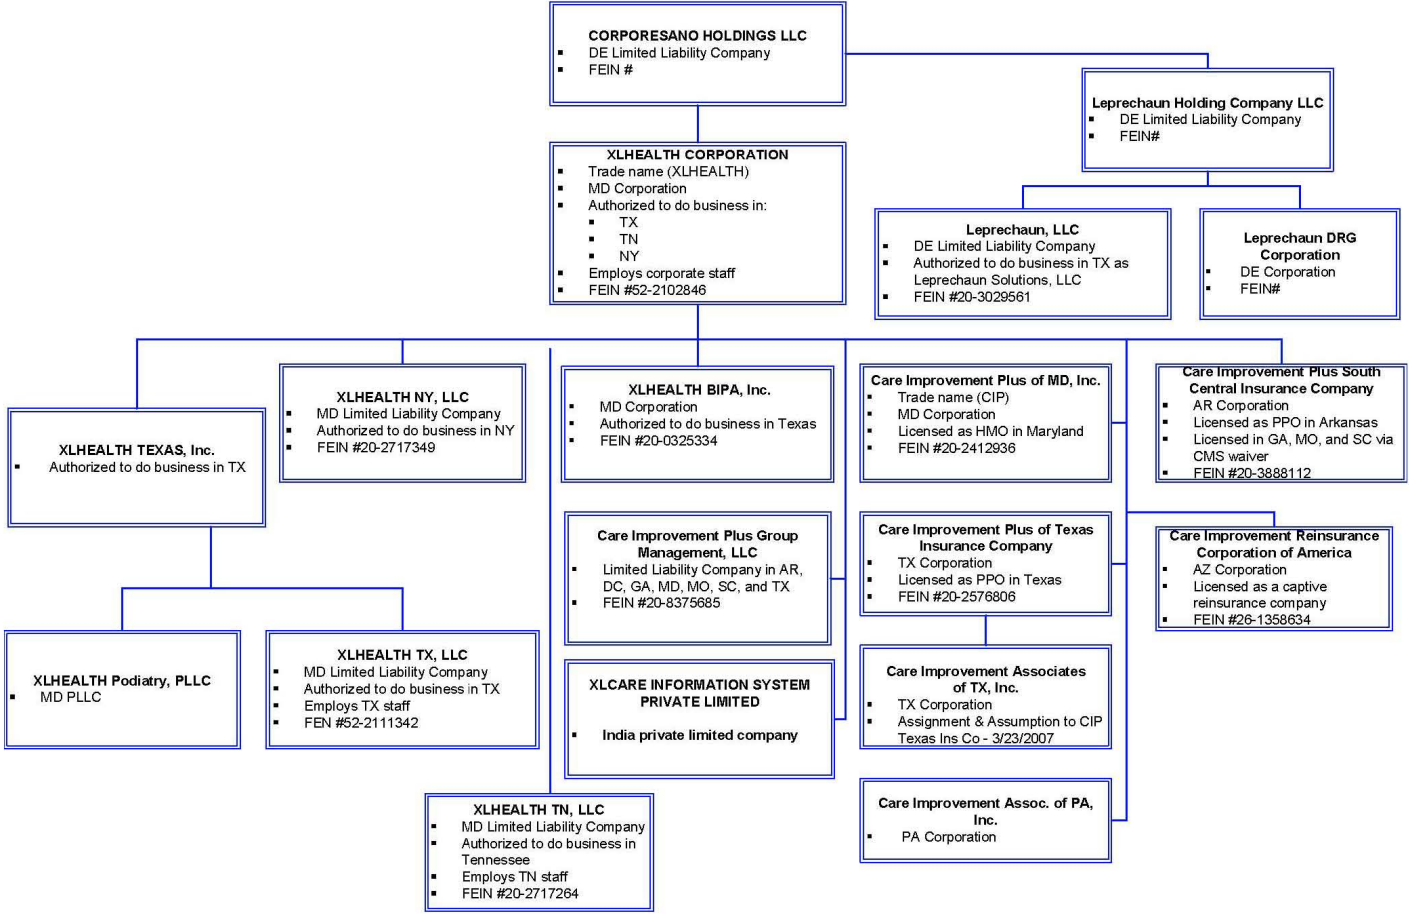 CORPORESANO HOLDINGS LLC
▪ DE Limited Liability Company
▪ FEIN #
Leprechaun Holding Company LLC
▪ DE Limited Liability Company
▪ FEIN#
XLHEALTH CORPORATION
▪ Trade name (XLHEALTH)
▪ MD Corporation
▪ Authorized to do business in:
▪ TX
▪ TN
▪ NY
▪ Employs corporate staff
▪ FEIN #52-2102846
Leprechaun, LLC
▪ DE Limited Liability Company
▪ Authorized to do business in TX as
Leprechaun Solutions, LLC
▪ FEIN #20-3029561
Leprechaun DRG
Corporation
▪ DE Corporation
▪ FEIN#
XLHEALTH TEXAS, Inc.
▪ Authorized to do business in TX
XLHEALTH NY, LLC
▪ MD Limited Liability Company
▪ Authorized to do business in NY
▪ FEIN #20-2717349
XLHEALTH BIPA, Inc.
▪ MD Corporation
▪ Authorized to do business in Texas
▪ FEIN #20-0325334
Care Improvement Plus of MD, Inc.
▪ Trade name (CIP)
▪ MD Corporation
▪ Licensed as HMO in Maryland
▪ FEIN #20-2412936
Care Improvement Plus South
Central Insurance Company
▪ AR Corporation
▪ Licensed as PPO in Arkansas
▪ Licensed in GA, MO, and SC via
CMS waiver
▪ FEIN #20-3888112
Care Improvement Plus Group
Management, LLC
▪ Limited Liability Company in AR,
DC, GA, MD, MO, SC, and TX
▪ FEIN #20-8375685
Care Improvement Plus of Texas
Insurance Company
▪ TX Corporation
▪ Licensed as PPO in Texas
▪ FEIN #20-2576806
Care Improvement Reinsurance
Corporation of America
▪ AZ Corporation
▪ Licensed as a captive
reinsurance company
▪ FEIN #26-1358634
XLHEALTH Podiatry, PLLC
▪ MD PLLC
XLHEALTH TX, LLC
▪ MD Limited Liability Company
▪ Authorized to do business in TX
▪ Employs TX staff
▪ FEN #52-2111342
XLCARE INFORMATION SYSTEM
PRIVATE LIMITED
▪ India private limited company
Care Improvement Associates
of TX, Inc.
▪ TX Corporation
▪ Assignment & Assumption to CIP
Texas Ins Co - 3/23/2007
XLHEALTH TN, LLC
▪ MD Limited Liability Company
▪ Authorized to do business in
Tennessee
▪ Employs TN staff
▪ FEIN #20-2717264
Care Improvement Assoc. of PA,
Inc.
▪ PA Corporation